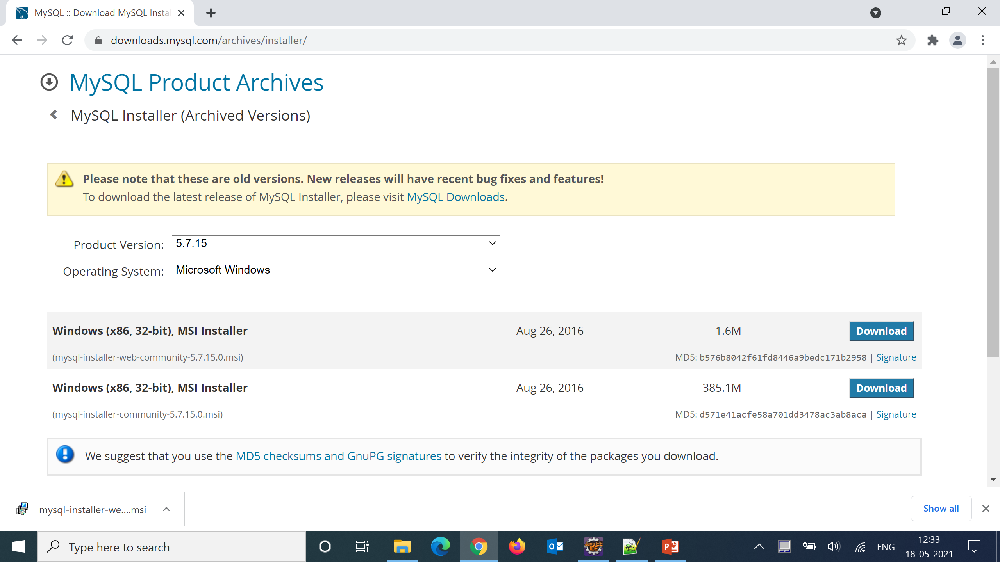 MySQL :: Download MySQL Insta
downloads.mysql.com/archives/installer/
MySQL Product Archives
MySQL Installer (Archived Versions)
Please note that these are old versions. New releases will have recent bug fixes and features!
To download the latest release of MySQL Installer, please visit MySQL Downloads.
Product Version: 5.7.15
Operating System: Microsoft Windows
Windows (x86, 32-bit), MSI Installer Aug 26, 2016 1.6M Download
(mysql-installer-web-community-5.7.15.0.msi) MD5: b576b8042f61fd8446a9bedc171b2958 | Signature
Windows (x86, 32-bit), MSI Installer Aug 26, 2016 385.1M Download
(mysql-installer-community-5.7.15.0.msi) MD5: d571e41acfe58a701dd3478ac3ab8aca | Signature
We suggest that you use the MD5 checksums and GnuPG signatures to verify the integrity of the packages you download.
mysql-installer-we....msi Show all
Type here to search
Java EE
IDE
ENG
12:33
18-05-2021